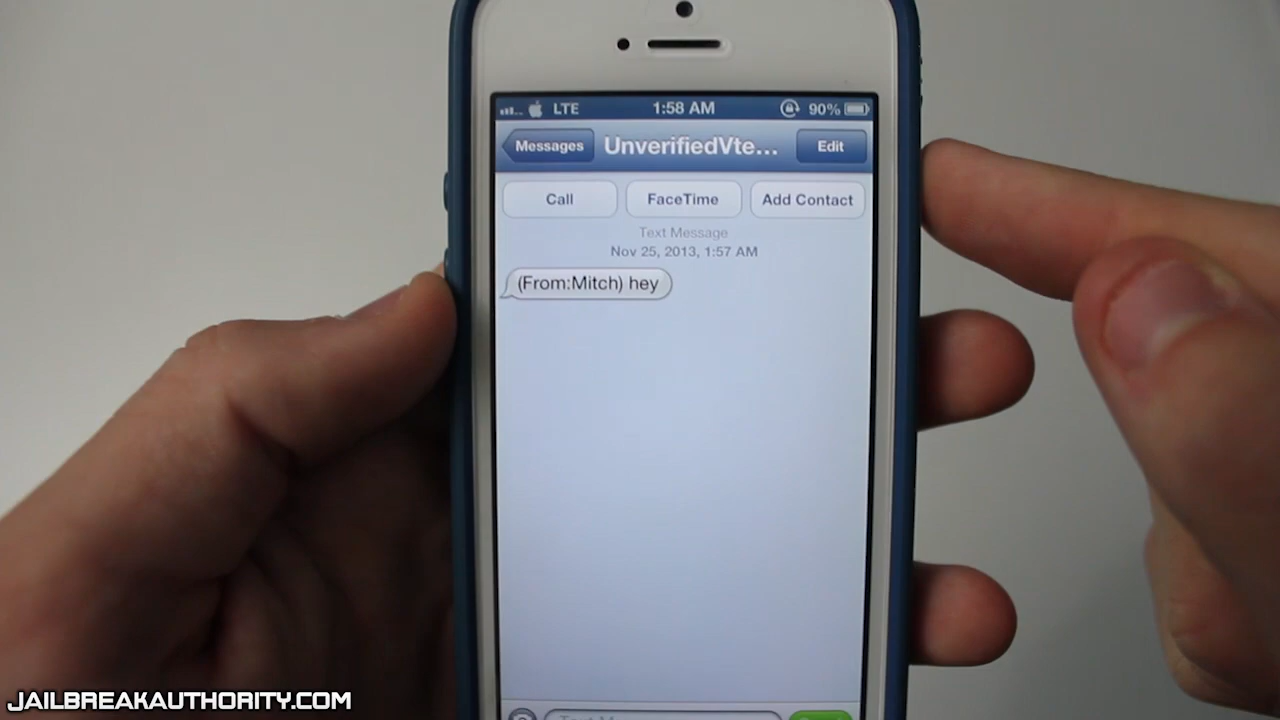 LTE 1:58 AM 90%
Messages UnverifiedVte... Edit
Call FaceTime Add Contact
Text Message
Nov 25, 2013, 1:57 AM
(From:Mitch) hey
JAILBREAKAUTHORITY.COM